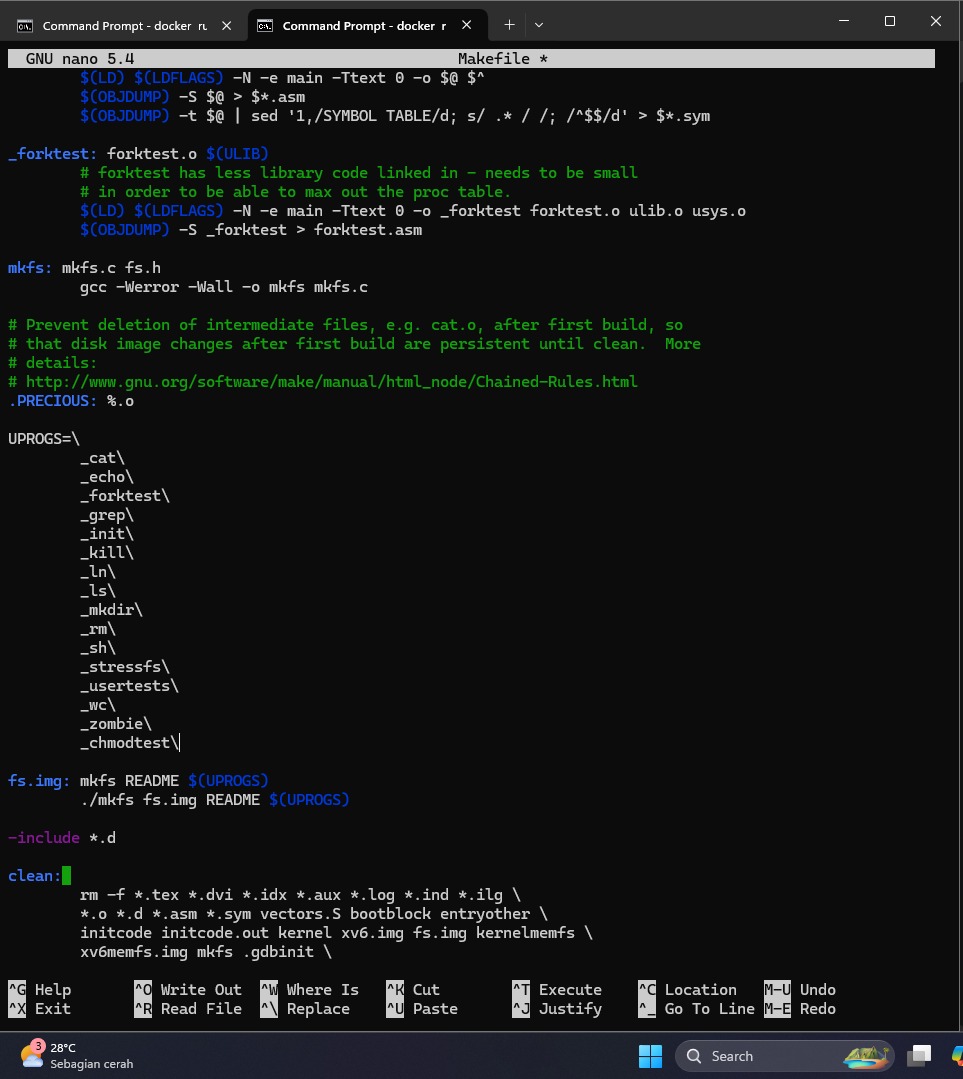 Command Prompt - docker ru
Command Prompt - docker r
GNU nano 5.4 Makefile *
$(LD) $(LDFLAGS) -N -e main -Ttext 0 -o $@ $^
$(OBJDUMP) -S $@ > $*.asm
$(OBJDUMP) -t $@ | sed '1,/SYMBOL TABLE/d; s/ .* / /; /^$$/d' > $*.sym
_forktest: forktest.o $(ULIB)
# forktest has less library code linked in - needs to be small
# in order to be able to max out the proc table.
$(LD) $(LDFLAGS) -N -e main -Ttext 0 -o _forktest forktest.o ulib.o usys.o
$(OBJDUMP) -S _forktest > forktest.asm
mkfs: mkfs.c fs.h
gcc -Werror -Wall -o mkfs mkfs.c
# Prevent deletion of intermediate files, e.g. cat.o, after first build, so
# that disk image changes after first build are persistent until clean.  More
# details:
# http://www.gnu.org/software/make/manual/html_node/Chained-Rules.html
.PRECIOUS: %.o
UPROGS=\
_cat\
_echo\
_forktest\
_grep\
_init\
_kill\
_ln\
_ls\
_mkdir\
_rm\
_sh\
_stressfs\
_usertests\
_wc\
_zombie\
_chmodtest\
fs.img: mkfs README $(UPROGS)
./mkfs fs.img README $(UPROGS)
-include *.d
clean:
rm -f *.tex *.dvi *.idx *.aux *.log *.ind *.ilg \
*.o *.d *.asm *.sym vectors.S bootblock entryother \
initcode initcode.out kernel xv6.img fs.img kernelmemfs \
xv6memfs.img mkfs .gdbinit \
^G Help ^O Write Out ^W Where Is ^K Cut ^T Execute ^C Location M-U Undo
^X Exit ^R Read File ^\ Replace ^U Paste ^J Justify ^_ Go To Line M-E Redo
3
28°C
Sebagian cerah
Search